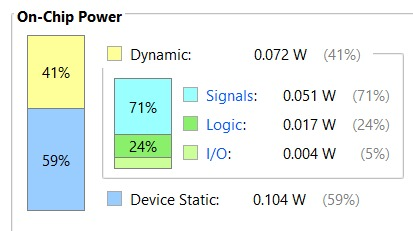 On-Chip Power
41%
59%
Dynamic: 0.072 W (41%)
71%
24%
Signals: 0.051 W (71%)
Logic: 0.017 W (24%)
I/O: 0.004 W (5%)
Device Static: 0.104 W (59%)